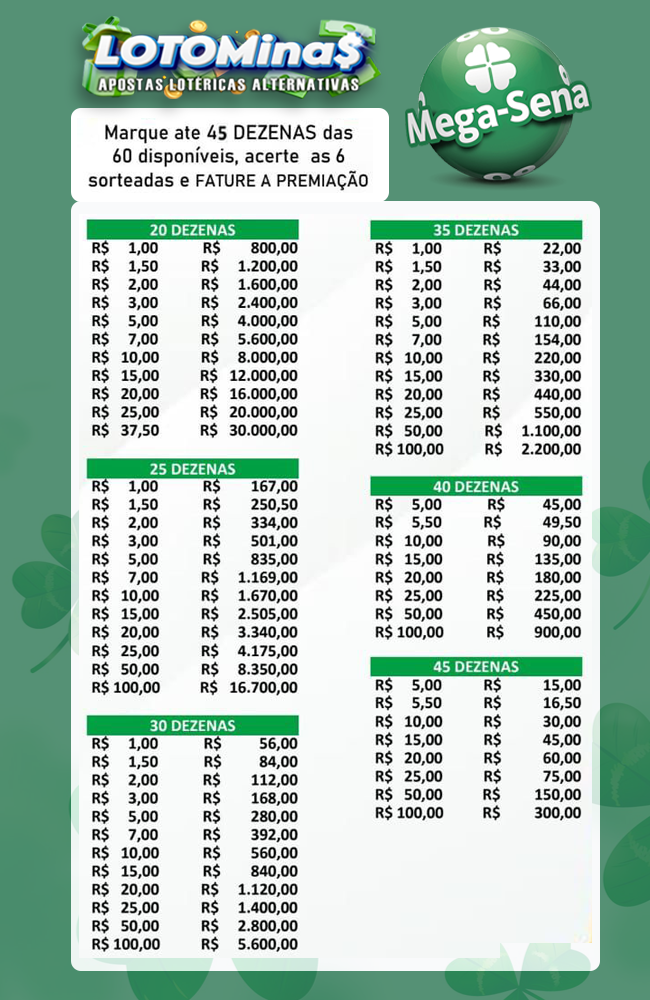 LOTOMina$
APOSTAS LOTÉRICAS ALTERNATIVAS
Mega-Sena
Marque ate 45 DEZENAS das
60 disponíveis, acerte as 6
sorteadas e FATURE A PREMIAÇÃO
20 DEZENAS
R$ 1,00 R$ 800,00
R$ 1,50 R$ 1.200,00
R$ 2,00 R$ 1.600,00
R$ 3,00 R$ 2.400,00
R$ 5,00 R$ 4.000,00
R$ 7,00 R$ 5.600,00
R$ 10,00 R$ 8.000,00
R$ 15,00 R$ 12.000,00
R$ 20,00 R$ 16.000,00
R$ 25,00 R$ 20.000,00
R$ 37,50 R$ 30.000,00
25 DEZENAS
R$ 1,00 R$ 167,00
R$ 1,50 R$ 250,50
R$ 2,00 R$ 334,00
R$ 3,00 R$ 501,00
R$ 5,00 R$ 835,00
R$ 7,00 R$ 1.169,00
R$ 10,00 R$ 1.670,00
R$ 15,00 R$ 2.505,00
R$ 20,00 R$ 3.340,00
R$ 25,00 R$ 4.175,00
R$ 50,00 R$ 8.350,00
R$ 100,00 R$ 16.700,00
30 DEZENAS
R$ 1,00 R$ 56,00
R$ 1,50 R$ 84,00
R$ 2,00 R$ 112,00
R$ 3,00 R$ 168,00
R$ 5,00 R$ 280,00
R$ 7,00 R$ 392,00
R$ 10,00 R$ 560,00
R$ 15,00 R$ 840,00
R$ 20,00 R$ 1.120,00
R$ 25,00 R$ 1.400,00
R$ 50,00 R$ 2.800,00
R$ 100,00 R$ 5.600,00
35 DEZENAS
R$ 1,00 R$ 22,00
R$ 1,50 R$ 33,00
R$ 2,00 R$ 44,00
R$ 3,00 R$ 66,00
R$ 5,00 R$ 110,00
R$ 7,00 R$ 154,00
R$ 10,00 R$ 220,00
R$ 15,00 R$ 330,00
R$ 20,00 R$ 440,00
R$ 25,00 R$ 550,00
R$ 50,00 R$ 1.100,00
R$ 100,00 R$ 2.200,00
40 DEZENAS
R$ 5,00 R$ 45,00
R$ 5,50 R$ 49,50
R$ 10,00 R$ 90,00
R$ 15,00 R$ 135,00
R$ 20,00 R$ 180,00
R$ 25,00 R$ 225,00
R$ 50,00 R$ 450,00
R$ 100,00 R$ 900,00
45 DEZENAS
R$ 5,00 R$ 15,00
R$ 5,50 R$ 16,50
R$ 10,00 R$ 30,00
R$ 15,00 R$ 45,00
R$ 20,00 R$ 60,00
R$ 25,00 R$ 75,00
R$ 50,00 R$ 150,00
R$ 100,00 R$ 300,00